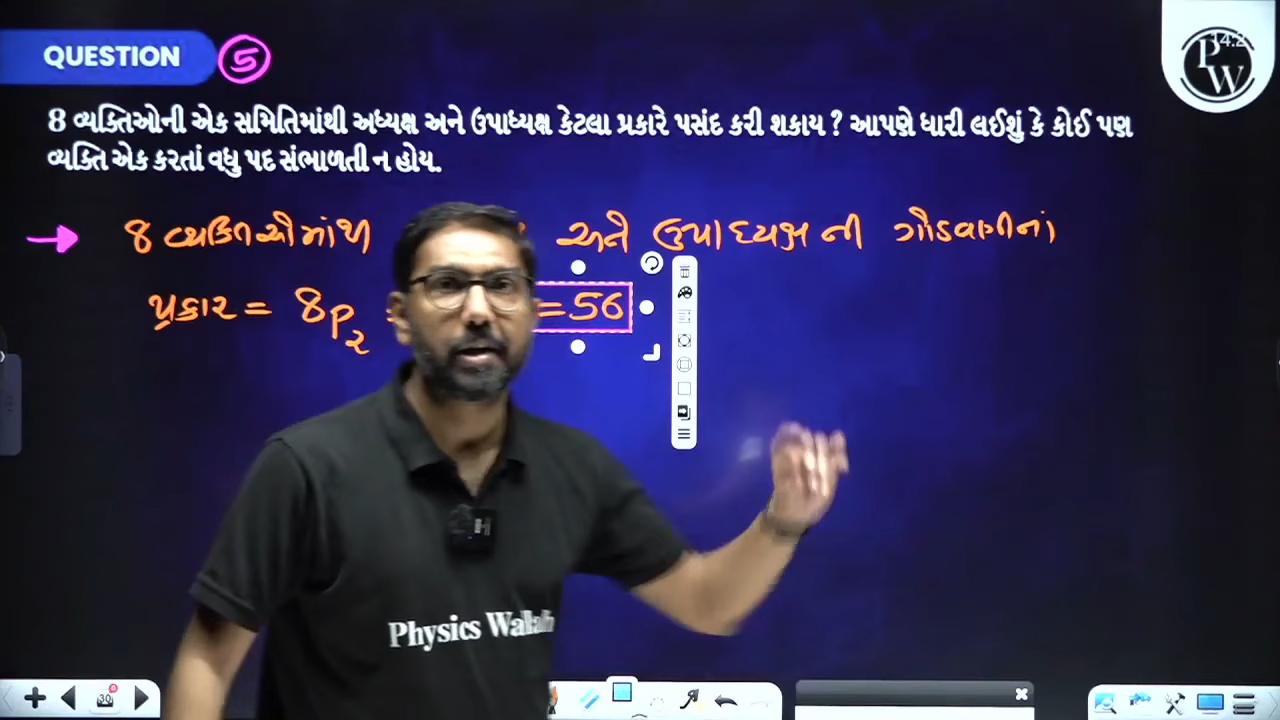 QUESTION 5
PW
8 વ્યક્તિઓની એક સમિતિમાંથી અધ્યક્ષ અને ઉપાધ્યક્ષ કેટલા પ્રકારે પસંદ કરી શકાય ? આપણે ધારી લઈશું કે કોઈ પણ
વ્યક્તિ એક કરતાં વધુ પદ સંભાળતી ન હોય.
→ 8 વ્યક્તિઓમાંથી અને ઉપાધ્યક્ષ ની ગોઠવણીનાં
પ્રકાર = 8P2 = 56
H
Physics Wallah
30